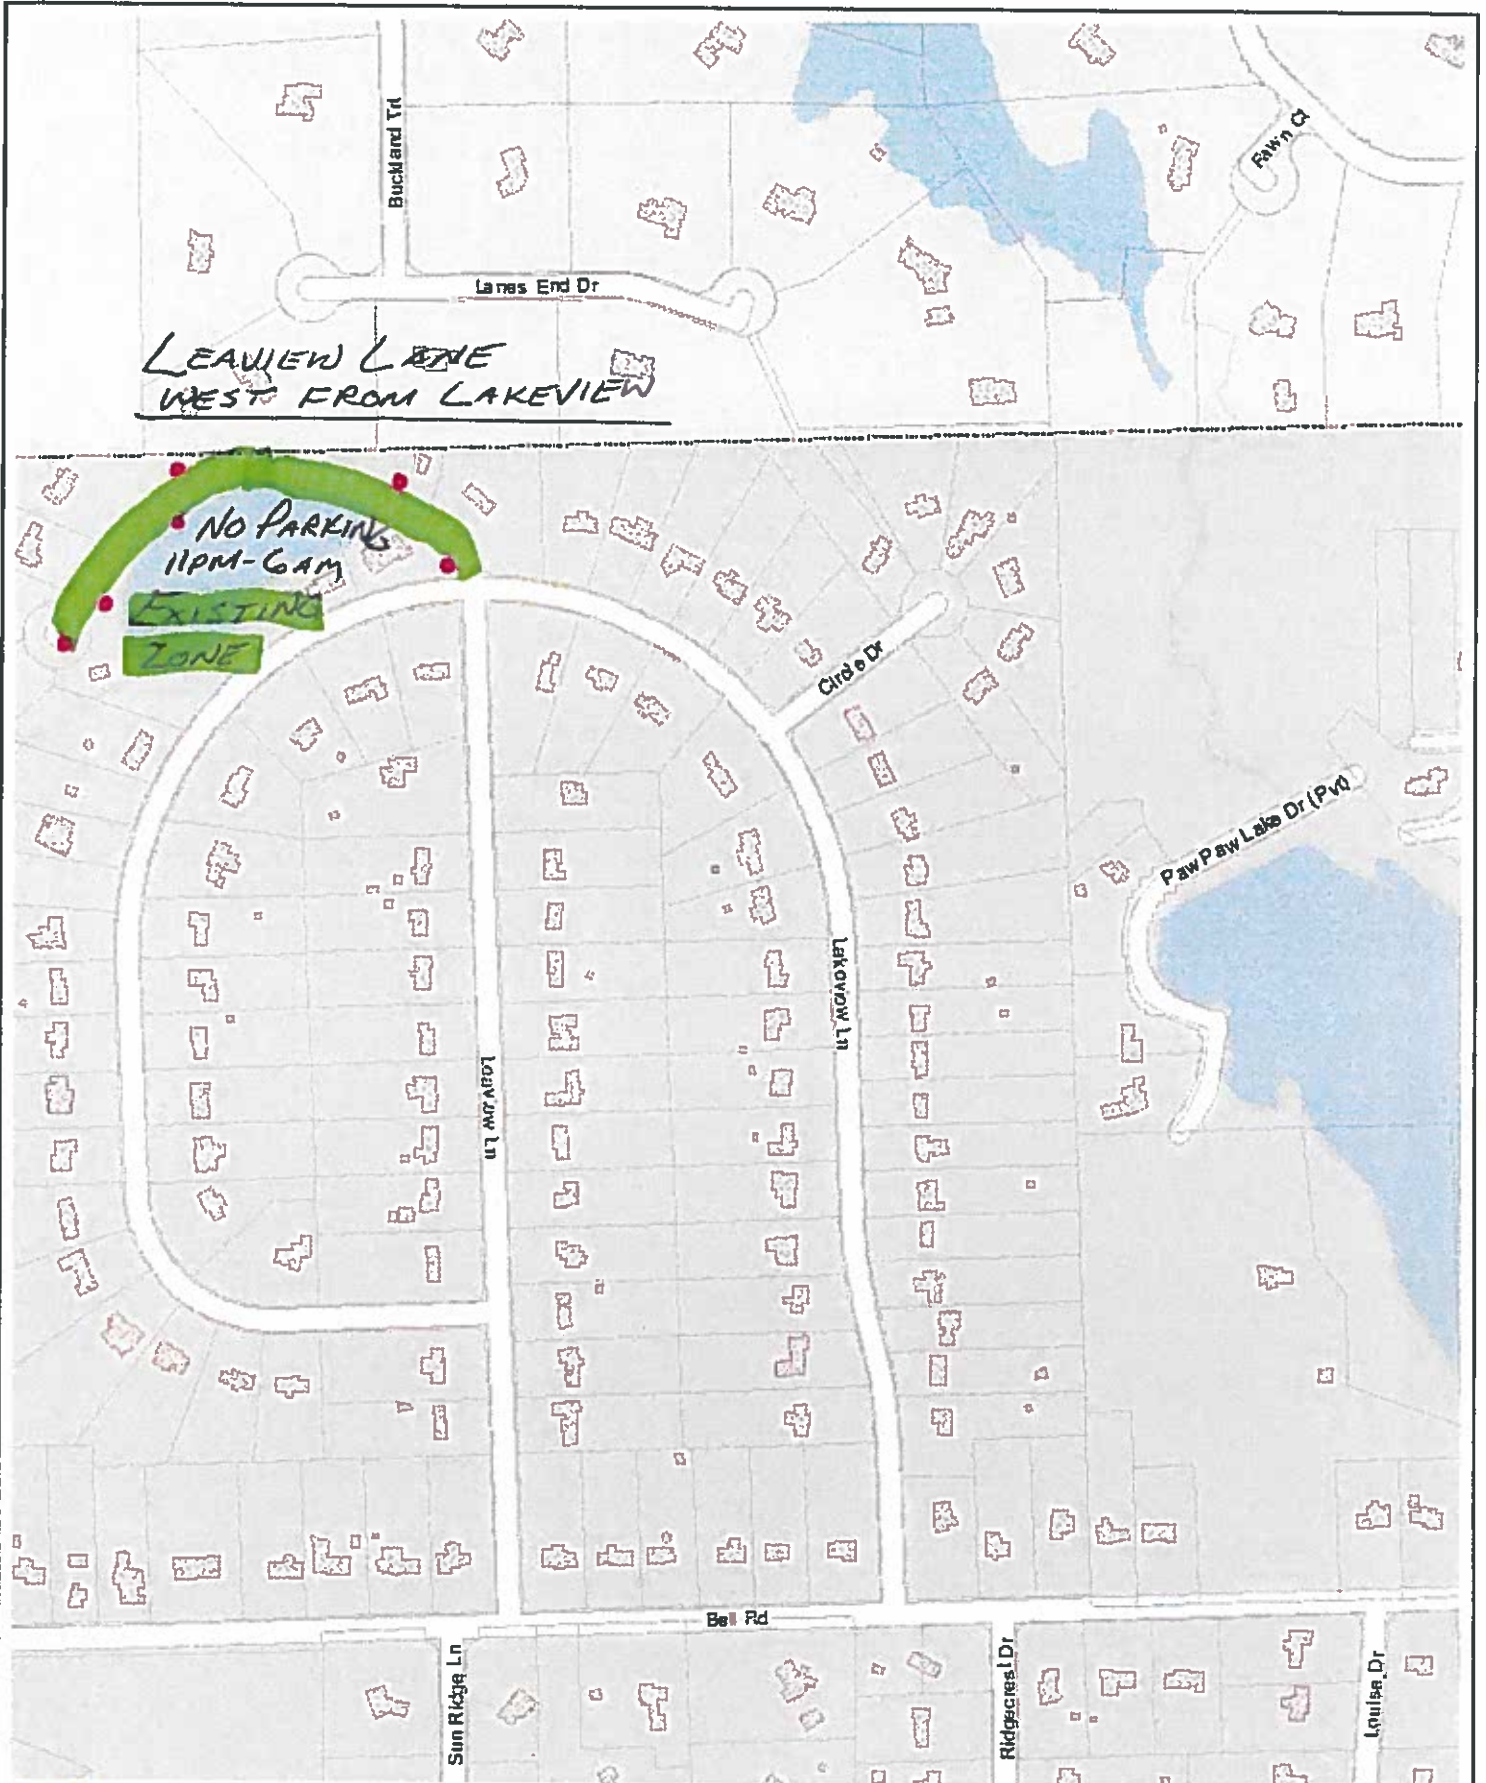 Buckland Trl
Fawn Ct
Lanes End Dr
LEAVIEW LANE
WEST FROM LAKEVIEW
NO PARKING
11PM-6AM
EXISTING
ZONE
Circle Dr
Paw Paw Lake Dr (Pvt)
Lakeview Ln
Leaview Ln
Bell Rd
Sun Ridge Ln
Ridgecrest Dr
Louise Dr